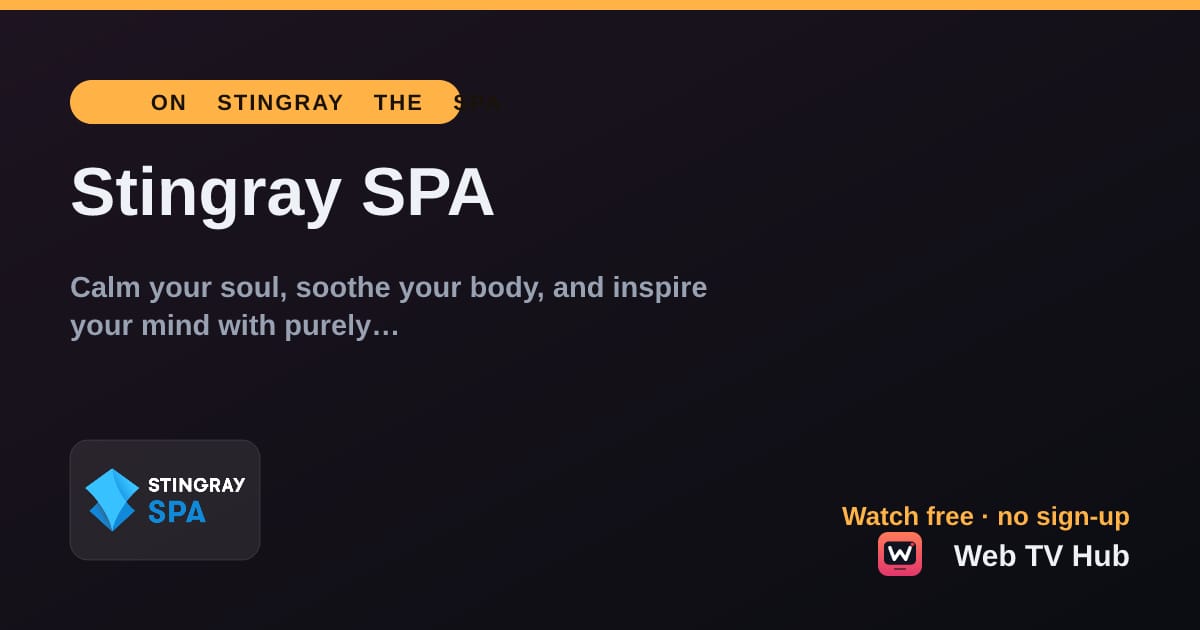 ON STINGRAY THE SPA
Stingray SPA
Calm your soul, soothe your body, and inspire
your mind with purely…
STINGRAY
SPA
Watch free · no sign-up
Web TV Hub